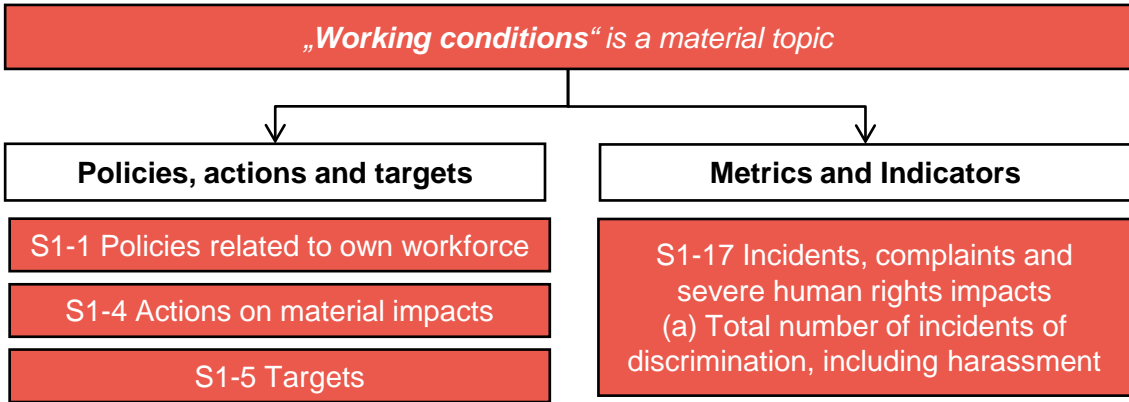 „Working conditions“ is a material topic
Policies, actions and targets
S1-1 Policies related to own workforce
S1-4 Actions on material impacts
S1-5 Targets
Metrics and Indicators
S1-17 Incidents, complaints and
severe human rights impacts
(a) Total number of incidents of
discrimination, including harassment